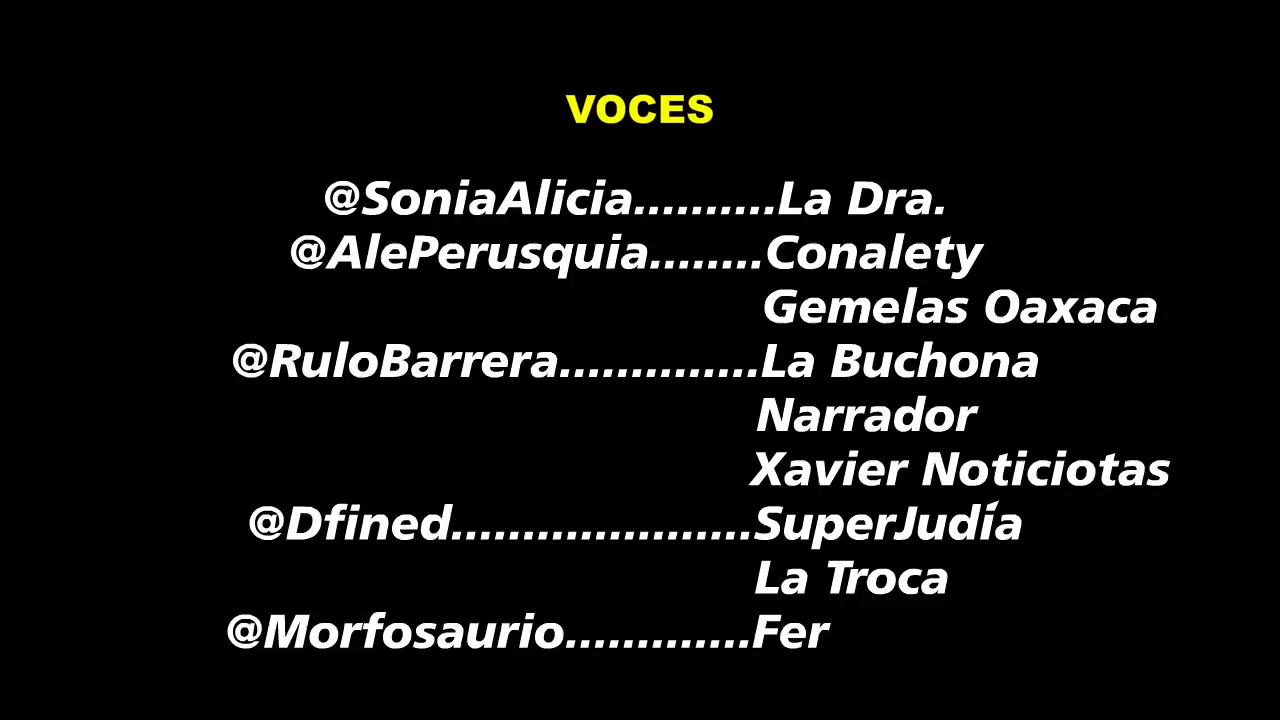 VOCES
@SoniaAlicia..........La Dra.
@AlePerusquia........Conalety
Gemelas Oaxaca
@RuloBarrera..............La Buchona
Narrador
Xavier Noticiotas
@Dfined.....................SuperJudía
La Troca
@Morfosaurio.............Fer